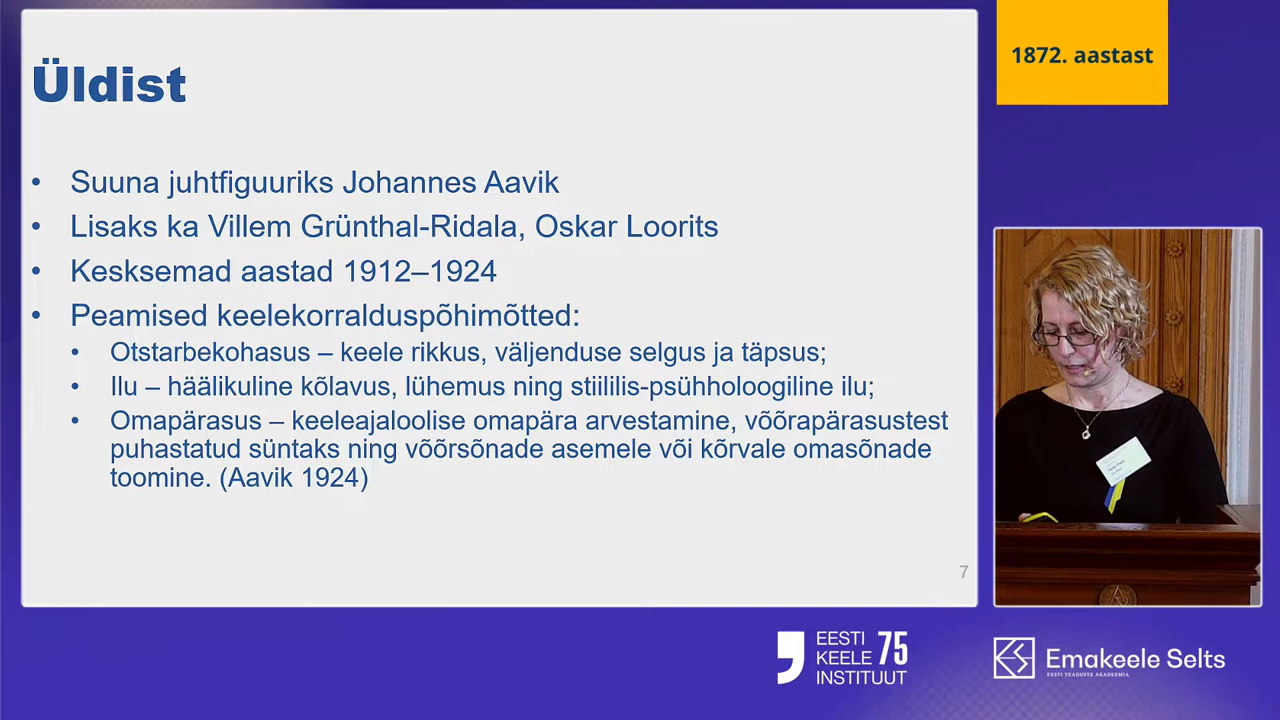 Üldist
• Suuna juhtfiguuriks Johannes Aavik
• Lisaks ka Villem Grünthal-Ridala, Oskar Loorits
• Kesksemad aastad 1912–1924
• Peamised keelekorralduspõhimõtted:
• Otstarbekohasus – keele rikkus, väljenduse selgus ja täpsus;
• Ilu – häälikuline kõlavus, lühemus ning stiililis-psühholoogiline ilu;
• Omapärasus – keeleajaloolise omapära arvestamine, võõrapärasustest
puhastatud süntaks ning võõrsõnade asemele või kõrvale omasõnade
toomine. (Aavik 1924)
7
1872. aastast
EESTI
KEELE 75
INSTITUUT
Emakeele Selts
EESTI TEADUSTE AKADEEMIA